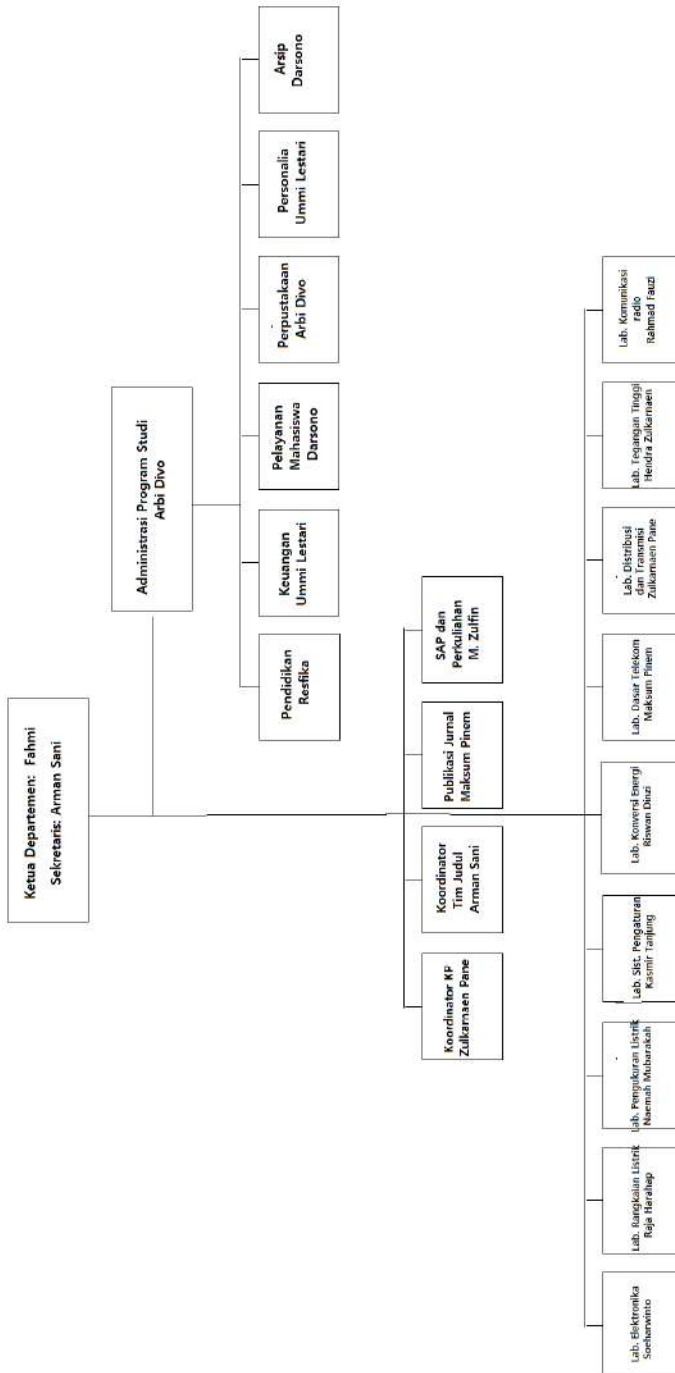 Ketua Departemen: Fahmi
Sekretaris: Arman Sani
Administrasi Program Studi
Arbi Divo
Pendidikan
Resfika
Keuangan
Ummi Lestari
Pelayanan
Mahasiswa
Darsono
Perpustakaan
Arbi Divo
Personalia
Ummi Lestari
Arsip
Darsono
Koordinator KP
Zulkarnaen Pane
Koordinator
Tim Judul
Arman Sani
Publikasi Jurnal
Maksum Pinem
SAP dan
Perkuliahan
M. Zulfin
Lab. Elektronika
Soeharwinto
Lab. Rangkaian Listrik
Raja Harahap
Lab. Pengukuran Listrik
Naemah Mubarakah
Lab. Sist. Pengaturan
Kasmir Tanjung
Lab. Konversi Energi
Riswan Dinzi
Lab. Dasar Telekom
Maksum Pinem
Lab. Distribusi
dan Transmisi
Zulkarnaen Pane
Lab. Tegangan Tinggi
Hendra Zulkarnaen
Lab. Komunikasi
radio
Rahmad Fauzi